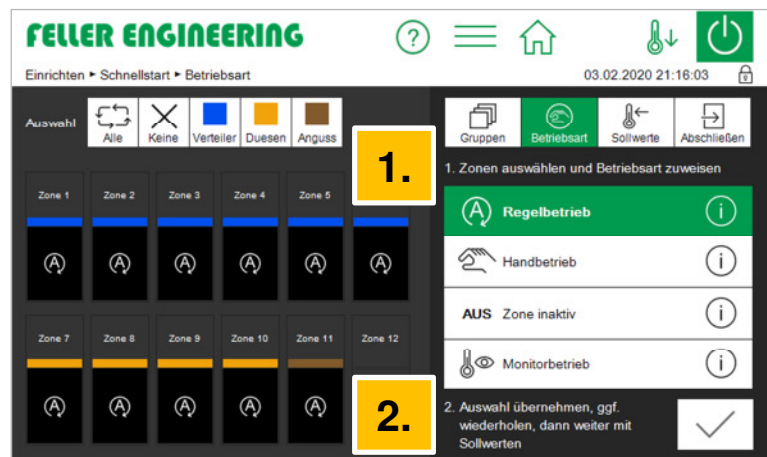 FELLER ENGINEERING
?
Einrichten ► Schnellstart ► Betriebsart
03.02.2020 21:16:03
Auswahl
Alle
Keine
Verteiler
Duesen
Anguss
1.
Gruppen
Betriebsart
Sollwerte
Abschließen
1. Zonen auswählen und Betriebsart zuweisen
Zone 1
Zone 2
Zone 3
Zone 4
Zone 5
A
A
A
A
A
A
A Regelbetrieb i
Handbetrieb i
AUS Zone inaktiv i
Monitorbetrieb i
Zone 7
Zone 8
Zone 9
Zone 10
Zone 11
Zone 12
A
A
A
A
A
2.
2. Auswahl übernehmen, ggf.
wiederholen, dann weiter mit
Sollwerten